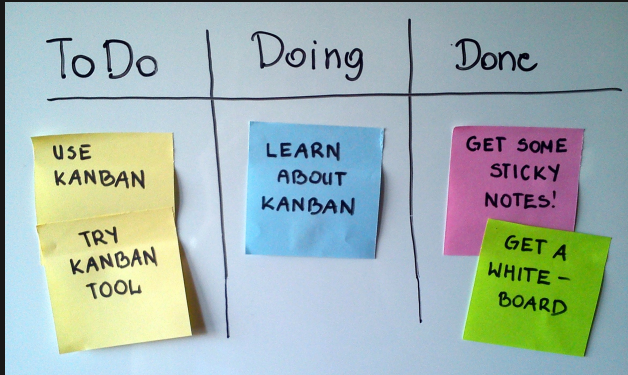 To Do
Doing
Done
USE
KANBAN
TRY
KANBAN
TOOL
LEARN
ABOUT
KANBAN
GET SOME
STICKY
NOTES!
GET A
WHITE-
BOARD